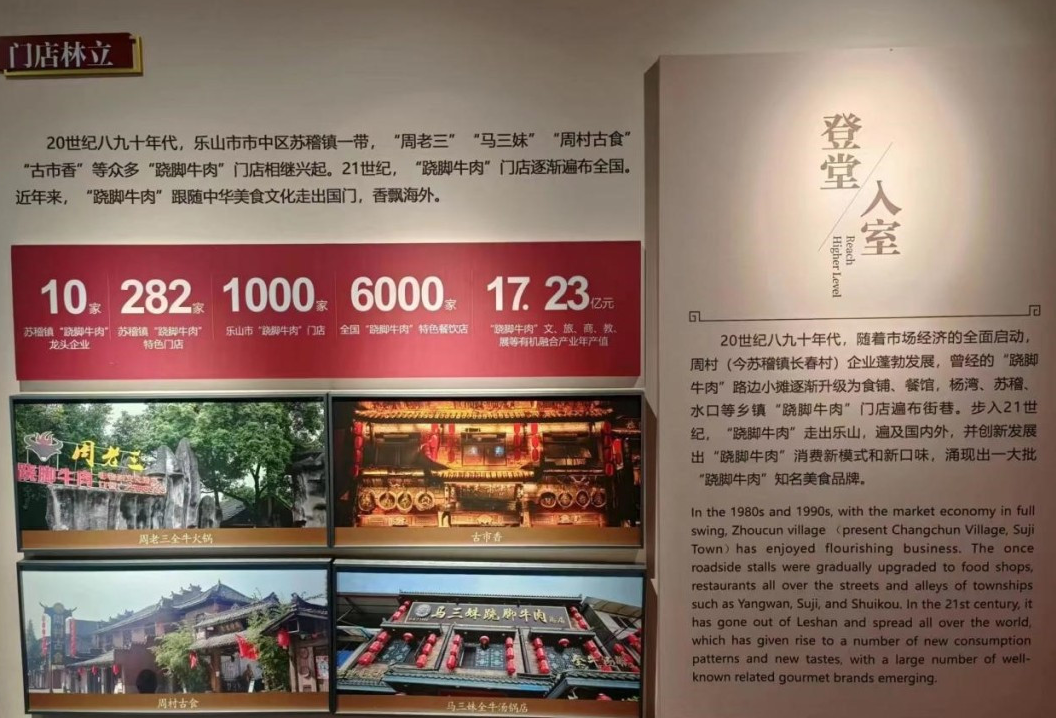 门店林立
20世纪八九十年代，乐山市市中区苏稽镇一带，“周老三”“马三妹”“周村古食”
“古市香”等众多“跷脚牛肉”门店相继兴起。21世纪，“跷脚牛肉”门店逐渐遍布全国。
近年来，“跷脚牛肉”跟随中华美食文化走出国门，香飘海外。
10家
苏稽镇“跷脚牛肉”
龙头企业
282家
苏稽镇“跷脚牛肉”
特色门店
1000家
乐山市“跷脚牛肉”门店
6000家
全国“跷脚牛肉”特色餐饮店
17.23亿元
“跷脚牛肉”文、旅、商、教、
展等有机融合产业年产值
周老三
跷脚牛肉
周老三全牛火锅
古市香
周村古食
马三妹跷脚牛肉
马三妹全牛汤锅店
登堂
入室
Reach
Higher Level
20世纪八九十年代，随着市场经济的全面启动，
周村（今苏稽镇长春村）企业蓬勃发展，曾经的“跷脚
牛肉”路边小摊逐渐升级为食铺、餐馆，杨湾、苏稽、
水口等乡镇“跷脚牛肉”门店遍布街巷。步入21世
纪，“跷脚牛肉”走出乐山，遍及国内外，并创新发展
出“跷脚牛肉”消费新模式和新口味，涌现出一大批
“跷脚牛肉”知名美食品牌。
In the 1980s and 1990s, with the market economy in full
swing, Zhoucun village （present Changchun Village, Suji
Town）has enjoyed flourishing business. The once
roadside stalls were gradually upgraded to food shops,
restaurants all over the streets and alleys of townships
such as Yangwan, Suji, and Shuikou. In the 21st century, it
has gone out of Leshan and spread all over the world,
which has given rise to a number of new consumption
patterns and new tastes, with a large number of well-
known related gourmet brands emerging.